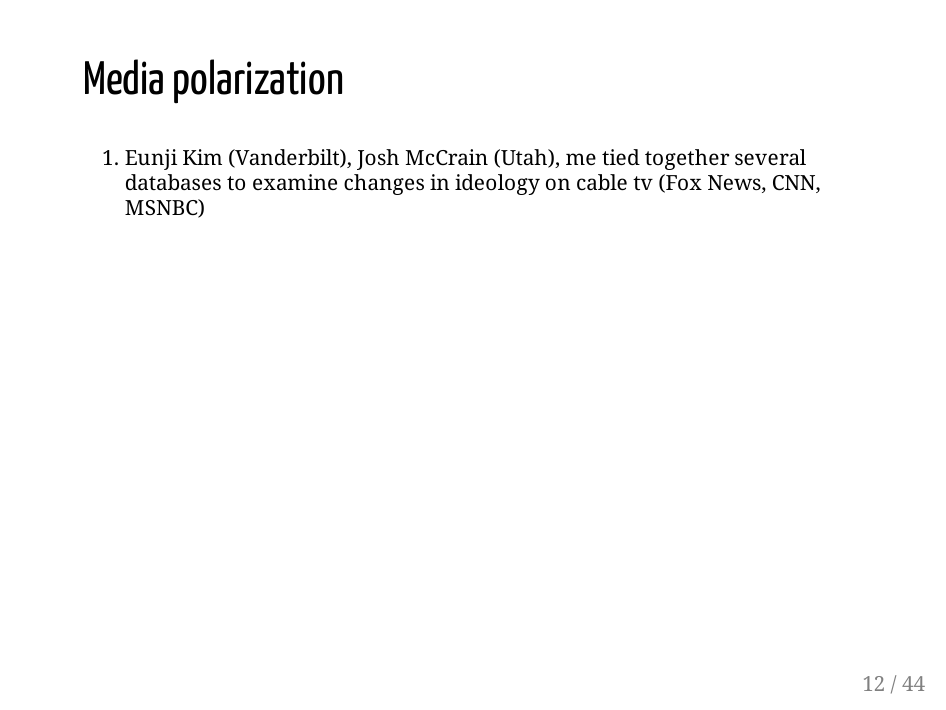 Media polarization
1. Eunji Kim (Vanderbilt), Josh McCrain (Utah), me tied together several
databases to examine changes in ideology on cable tv (Fox News, CNN,
MSNBC)
12 / 44